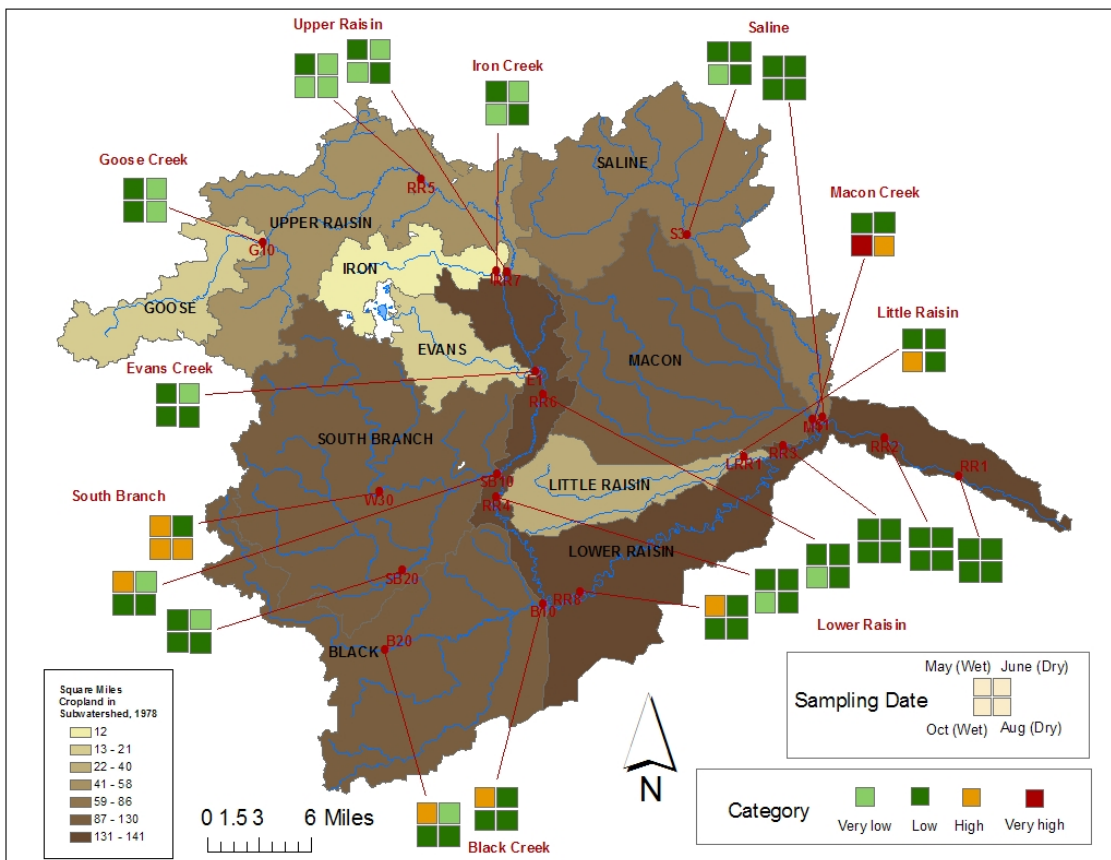 Upper Raisin
Saline
Iron Creek
Goose Creek
SALINE
RR5
Macon Creek
UPPER RAISIN
S3
G10
IRON
RR7
GOOSE
Little Raisin
EVANS
MACON
Evans Creek
E1
RR6
SOUTH BRANCH
RR2
RR3
LRR1
RR1
SB10
South Branch
W30
LITTLE RAISIN
RR4
LOWER RAISIN
SB20
RR8
B10
Lower Raisin
B20
BLACK
May (Wet) June (Dry)
Sampling Date
Oct (Wet) Aug (Dry)
Square Miles
Cropland in
Subwatershed, 1978
12
13 - 21
22 - 40
41 - 58
59 - 86
87 - 130
131 - 141
N
0 1.5 3 6 Miles
Category
Very low Low High Very high
Black Creek